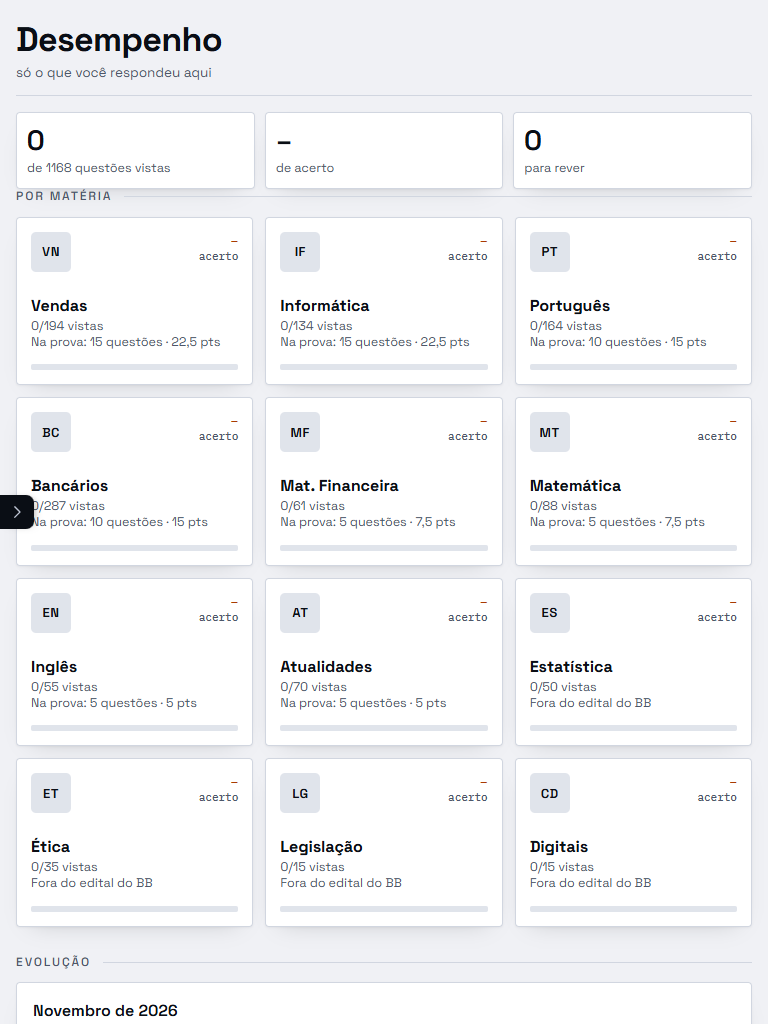 Desempenho
só o que você respondeu aqui
0
de 1168 questões vistas
–
de acerto
0
para rever
POR MATÉRIA
VN
–
acerto
Vendas
0/194 vistas
Na prova: 15 questões · 22,5 pts
IF
–
acerto
Informática
0/134 vistas
Na prova: 15 questões · 22,5 pts
PT
–
acerto
Português
0/164 vistas
Na prova: 10 questões · 15 pts
BC
–
acerto
Bancários
0/287 vistas
Na prova: 10 questões · 15 pts
MF
–
acerto
Mat. Financeira
0/61 vistas
Na prova: 5 questões · 7,5 pts
MT
–
acerto
Matemática
0/88 vistas
Na prova: 5 questões · 7,5 pts
EN
–
acerto
Inglês
0/55 vistas
Na prova: 5 questões · 5 pts
AT
–
acerto
Atualidades
0/70 vistas
Na prova: 5 questões · 5 pts
ES
–
acerto
Estatística
0/50 vistas
Fora do edital do BB
ET
–
acerto
Ética
0/35 vistas
Fora do edital do BB
LG
–
acerto
Legislação
0/15 vistas
Fora do edital do BB
CD
–
acerto
Digitais
0/15 vistas
Fora do edital do BB
EVOLUÇÃO
Novembro de 2026